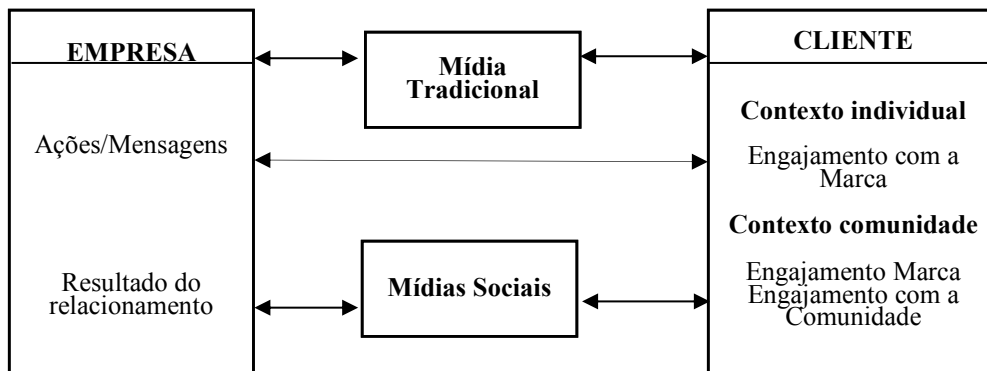 EMPRESA
Ações/Mensagens
Resultado do
relacionamento
Mídia
Tradicional
Mídias Sociais
CLIENTE
Contexto individual
Engajamento com a
Marca
Contexto comunidade
Engajamento Marca
Engajamento com a
Comunidade